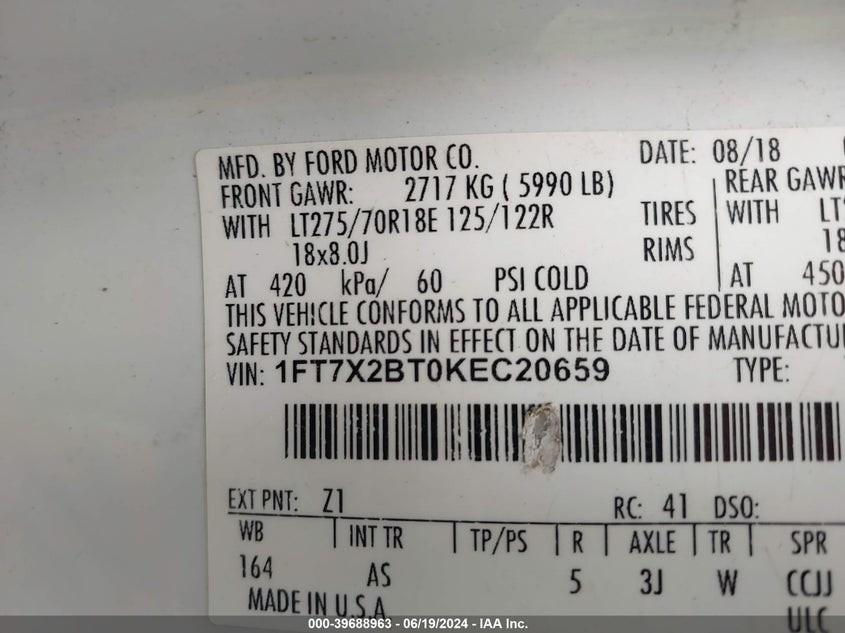 MFD. BY FORD MOTOR CO. DATE: 08/18
FRONT GAWR: 2717 KG ( 5990 LB) REAR GAWR
WITH LT275/70R18E 125/122R TIRES WITH
18x8.0J RIMS 18
AT 420 kPa/ 60 PSI COLD AT 450
THIS VEHICLE CONFORMS TO ALL APPLICABLE FEDERAL
SAFETY STANDARDS IN EFFECT ON THE DATE OF
VIN: 1FT7X2BT0KEC20659 TYPE:
EXT PNT: Z1 RC: 41 DSO:
WB INT TR TP/PS R AXLE TR SPR
164 AS 5 3J W CCJJ
MADE IN U.S.A ULC
000-39688963 - 06/19/2024 - IAA Inc.